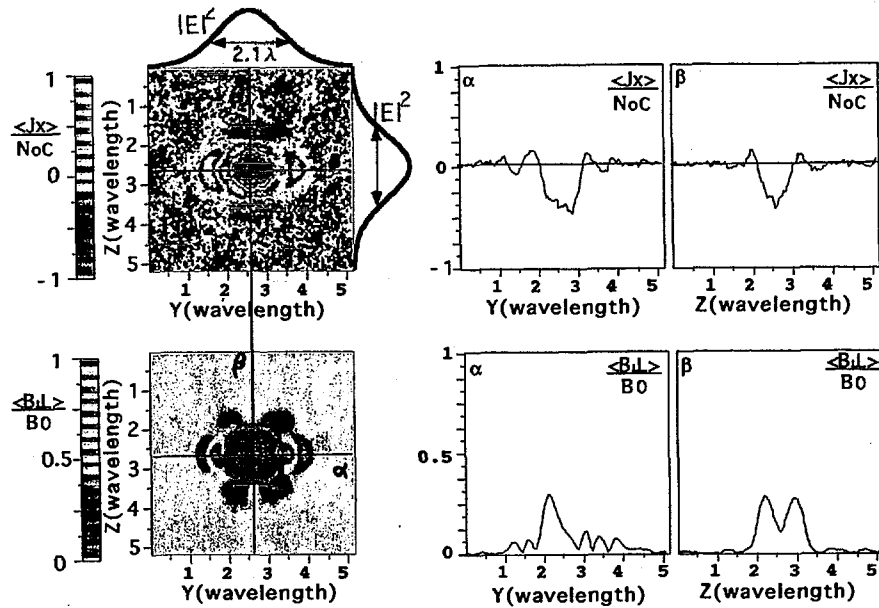 |E|²
2.1λ
1
<Jx>
NoC
0
-1
Z(wavelength)
1
2
3
4
5
|E|²
1 2 3 4 5
Y(wavelength)
1
0
-1
α
<Jx>
NoC
1 2 3 4 5
Y(wavelength)
β
<Jx>
NoC
1 2 3 4 5
Z(wavelength)
1
<B⊥>
B0
0.5
0
Z(wavelength)
1
2
3
4
5
β
α
1 2 3 4 5
Y(wavelength)
1
0.5
0
α
<B⊥>
B0
1 2 3 4 5
Y(wavelength)
β
<B⊥>
B0
1 2 3 4 5
Z(wavelength)